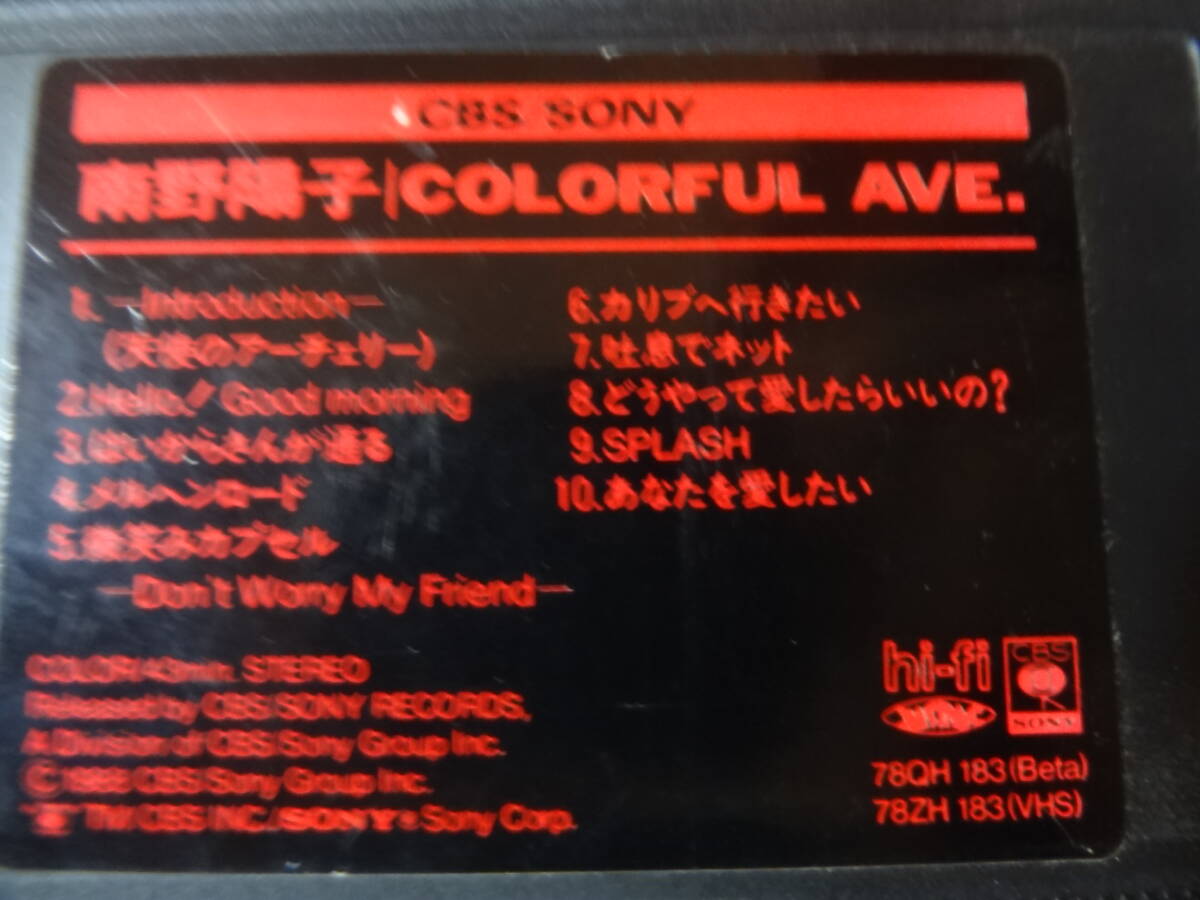 CBS SONY
南野陽子/COLORFUL AVE.
1. —Introduction—
(天使のアーチェリー)
2.Hello! Good morning
3.はいからさんが通る
4.メルヘンロード
5.微笑みカプセル
—Don't Worry My Friend—
6.カリブへ行きたい
7.吐息でネット
8.どうやって愛したらいいの?
9.SPLASH
10.あなたを愛したい
COLOR/43min. STEREO
Released by CBS/SONY RECORDS,
A Division of CBS Sony Group Inc.
© 1988 CBS Sony Group Inc.
TM CBS INC./SONY®Sony Corp.
hi-fi
CBS
SONY
78QH 183(Beta)
78ZH 183(VHS)